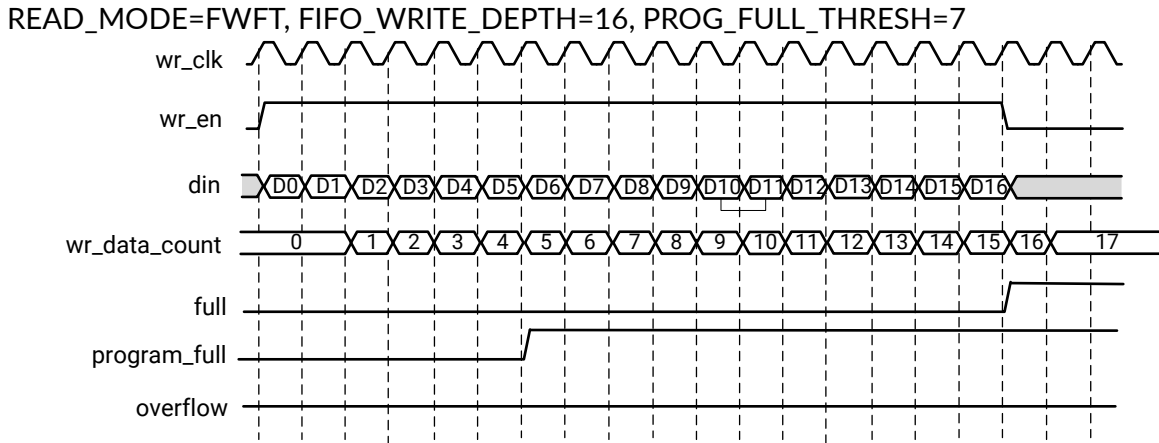 READ_MODE=FWFT, FIFO_WRITE_DEPTH=16, PROG_FULL_THRESH=7
wr_clk
wr_en
din D0 D1 D2 D3 D4 D5 D6 D7 D8 D9 D10 D11 D12 D13 D14 D15 D16
wr_data_count 0 1 2 3 4 5 6 7 8 9 10 11 12 13 14 15 16 17
full
program_full
overflow